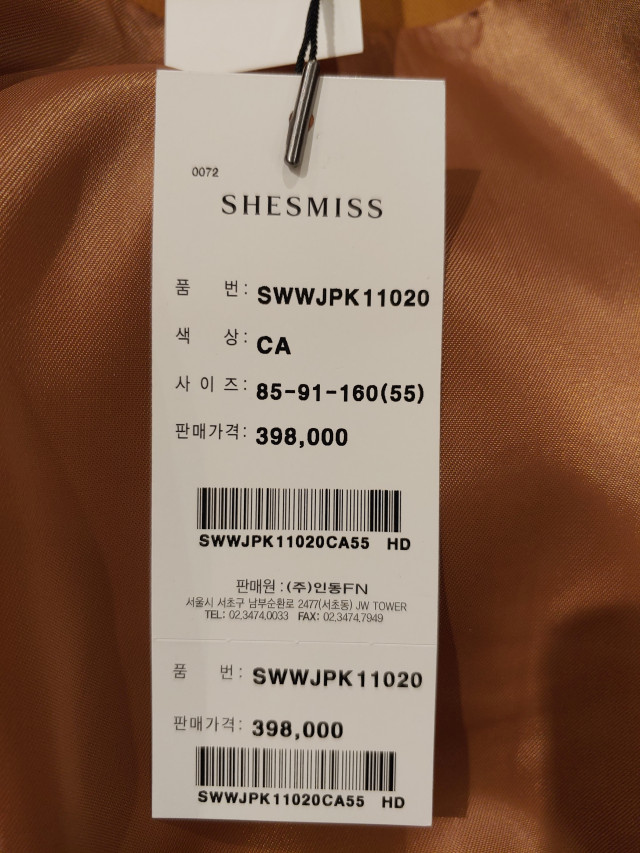 0072
SHESMISS
품 번: SWWJPK11020
색 상: CA
사 이 즈: 85-91-160(55)
판매가격: 398,000
SWWJPK11020CA55 HD
판매원 : (주)인동FN
서울시 서초구 남부순환로 2477(서초동) JW TOWER
TEL: 02.3474.0033 FAX: 02.3474.7949
품 번: SWWJPK11020
판매가격: 398,000
SWWJPK11020CA55 HD